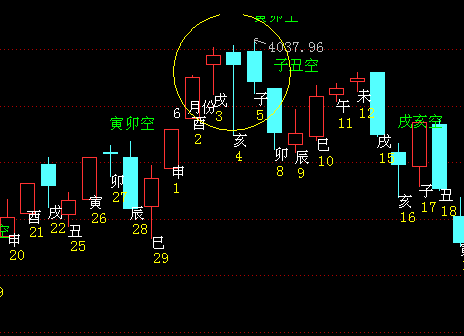 寅卯空
4037.96
子丑空
6 月份
戌
3
酉
2
子
5
亥
4
午
11
未
12
戌
15
戌亥空
寅卯空
卯
8
辰
9
巳
10
申
1
卯
27
辰
28
巳
29
寅
26
丑
25
戌
22
酉
21
申
20
空
亥
16
子
17
丑
18
9